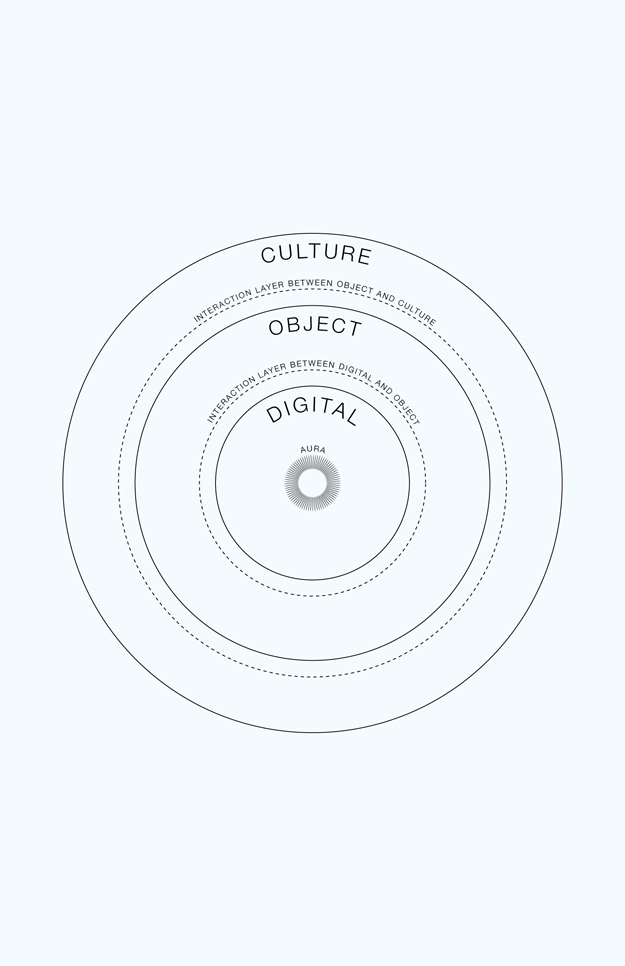 CULTURE
INTERACTION LAYER BETWEEN OBJECT AND CULTURE
OBJECT
INTERACTION LAYER BETWEEN DIGITAL AND OBJECT
DIGITAL
AURA